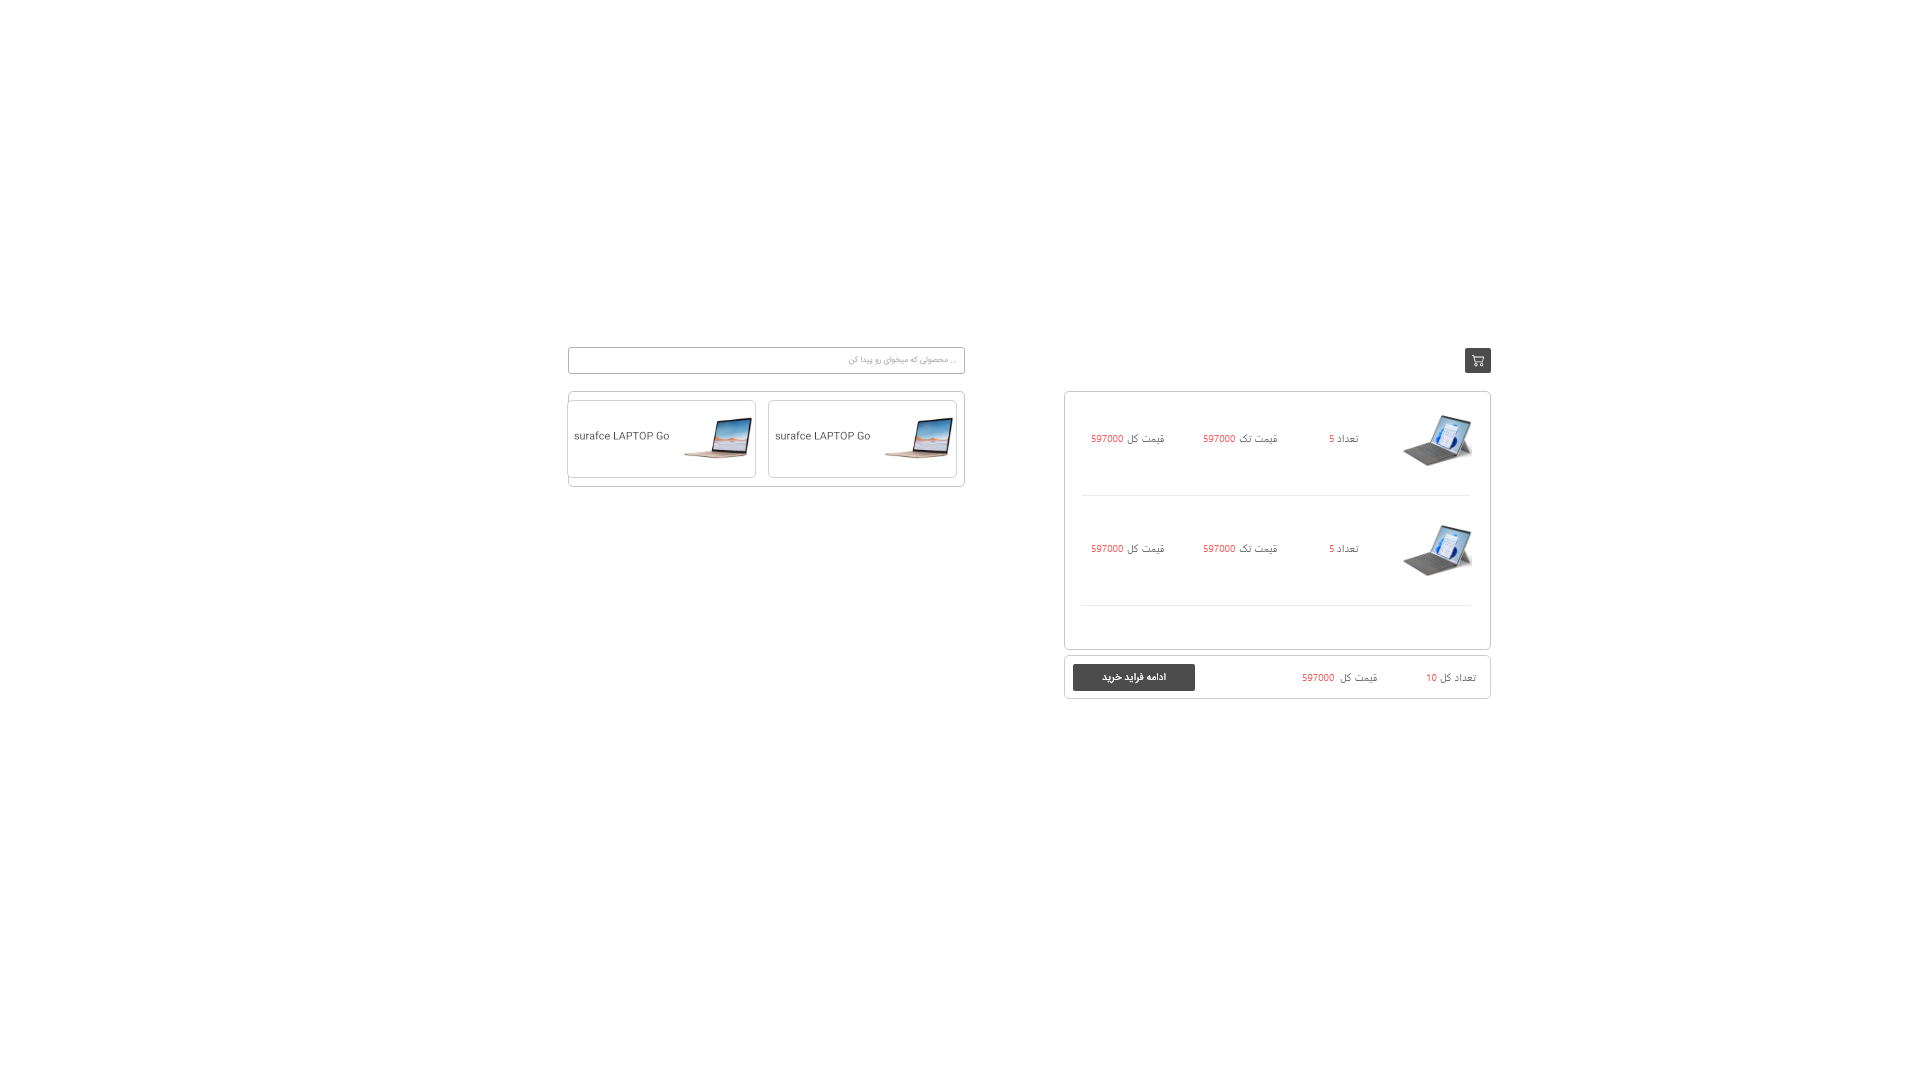 محصولی که میخوای رو پیدا کن ...
surafce LAPTOP Go
surafce LAPTOP Go
تعداد 5 قیمت تک 597000 قیمت کل 597000
تعداد 5 قیمت تک 597000 قیمت کل 597000
تعداد کل 10 قیمت کل 597000 ادامه فراید خرید